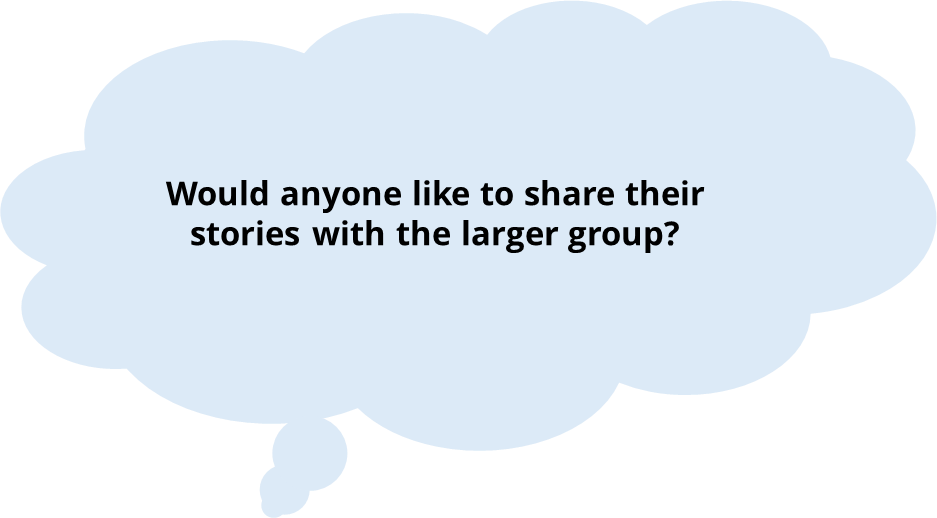 Would anyone like to share their
stories with the larger group?